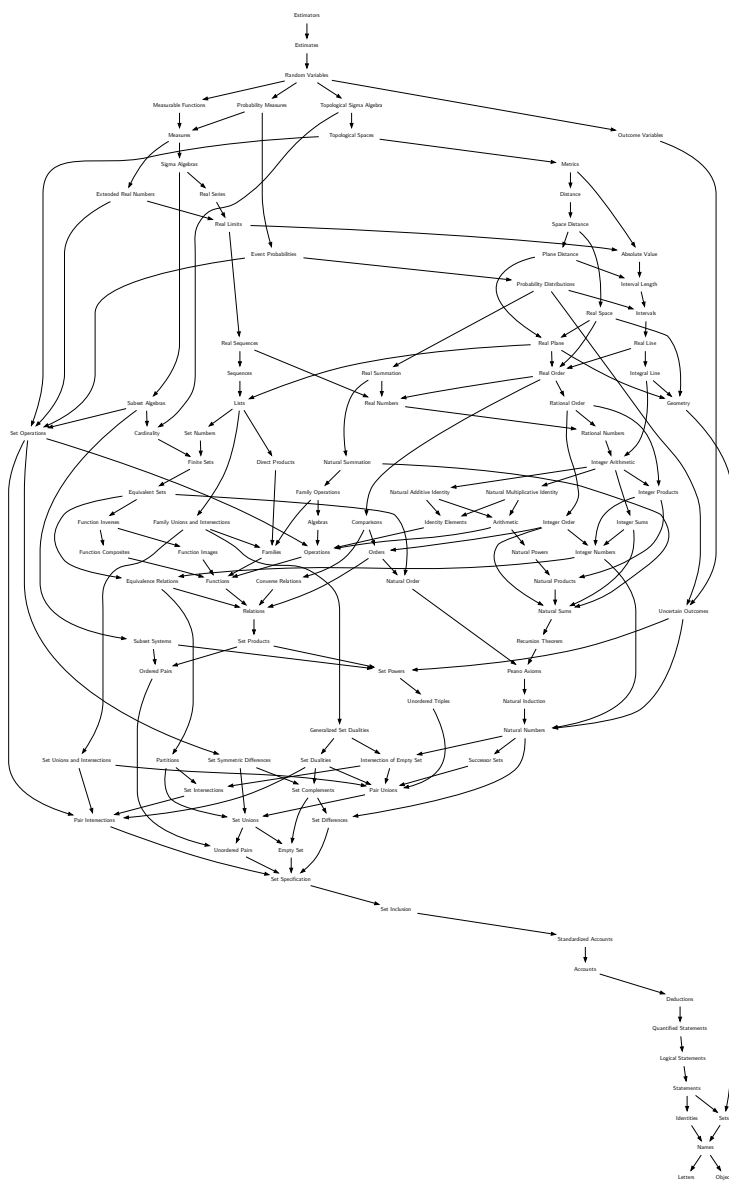 Estimators
Estimates
Random Variables
Measurable Functions
Probability Measures
Topological Sigma Algebra
Measures
Topological Spaces
Outcome Variables
Sigma Algebras
Metrics
Extended Real Numbers
Real Series
Distance
Real Limits
Space Distance
Event Probabilities
Plane Distance
Absolute Value
Probability Distributions
Interval Length
Real Space
Intervals
Real Sequences
Real Plane
Real Line
Sequences
Real Summation
Real Order
Integral Line
Subset Algebras
Lists
Real Numbers
Rational Order
Geometry
Set Operations
Cardinality
Set Numbers
Rational Numbers
Finite Sets
Direct Products
Natural Summation
Integer Arithmetic
Equivalent Sets
Family Operations
Natural Additive Identity
Natural Multiplicative Identity
Integer Products
Function Inverses
Family Unions and Intersections
Algebras
Comparisons
Identity Elements
Arithmetic
Integer Order
Integer Sums
Function Composites
Function Images
Families
Operations
Orders
Natural Powers
Integer Numbers
Equivalence Relations
Functions
Converse Relations
Natural Order
Natural Products
Relations
Natural Sums
Uncertain Outcomes
Subset Systems
Set Products
Recursion Theorem
Ordered Pairs
Set Powers
Peano Axioms
Unordered Triples
Natural Induction
Generalized Set Dualities
Natural Numbers
Set Unions and Intersections
Partitions
Set Symmetric Differences
Set Dualities
Intersection of Empty Set
Successor Sets
Set Intersections
Set Complements
Pair Unions
Pair Intersections
Set Unions
Set Differences
Unordered Pairs
Empty Set
Set Specification
Set Inclusion
Standardized Accounts
Accounts
Deductions
Quantified Statements
Logical Statements
Statements
Identities
Sets
Names
Letters
Objec